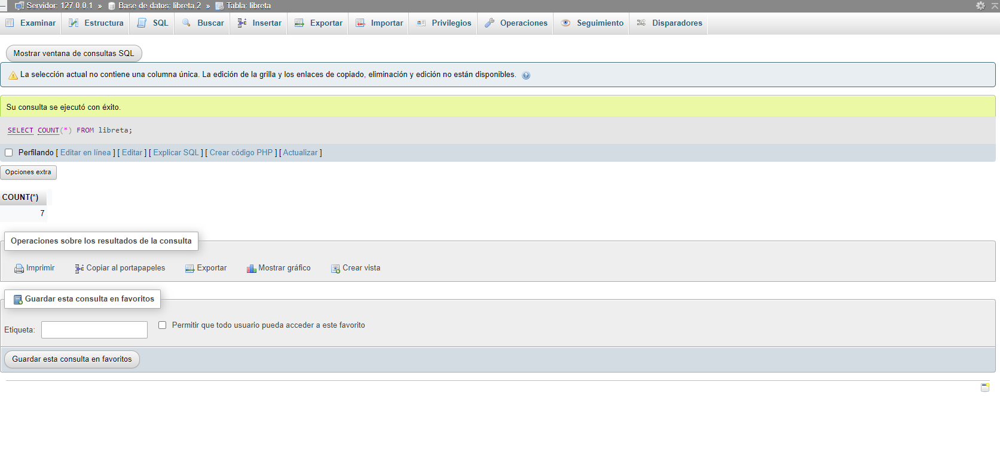 Servidor: 127.0.0.1 » Base de datos: libreta.2 » Tabla: libreta
Examinar Estructura SQL Buscar Insertar Exportar Importar Privilegios Operaciones Seguimiento Disparadores
Mostrar ventana de consultas SQL
La selección actual no contiene una columna única. La edición de la grilla y los enlaces de copiado, eliminación y edición no están disponibles.
Su consulta se ejecutó con éxito.
SELECT COUNT(*) FROM libreta;
Perfilando [ Editar en línea ] [ Editar ] [ Explicar SQL ] [ Crear código PHP ] [ Actualizar ]
Opciones extra
COUNT(*)
7
Operaciones sobre los resultados de la consulta
Imprimir Copiar al portapapeles Exportar Mostrar gráfico Crear vista
Guardar esta consulta en favoritos
Etiqueta: Permitir que todo usuario pueda acceder a este favorito
Guardar esta consulta en favoritos